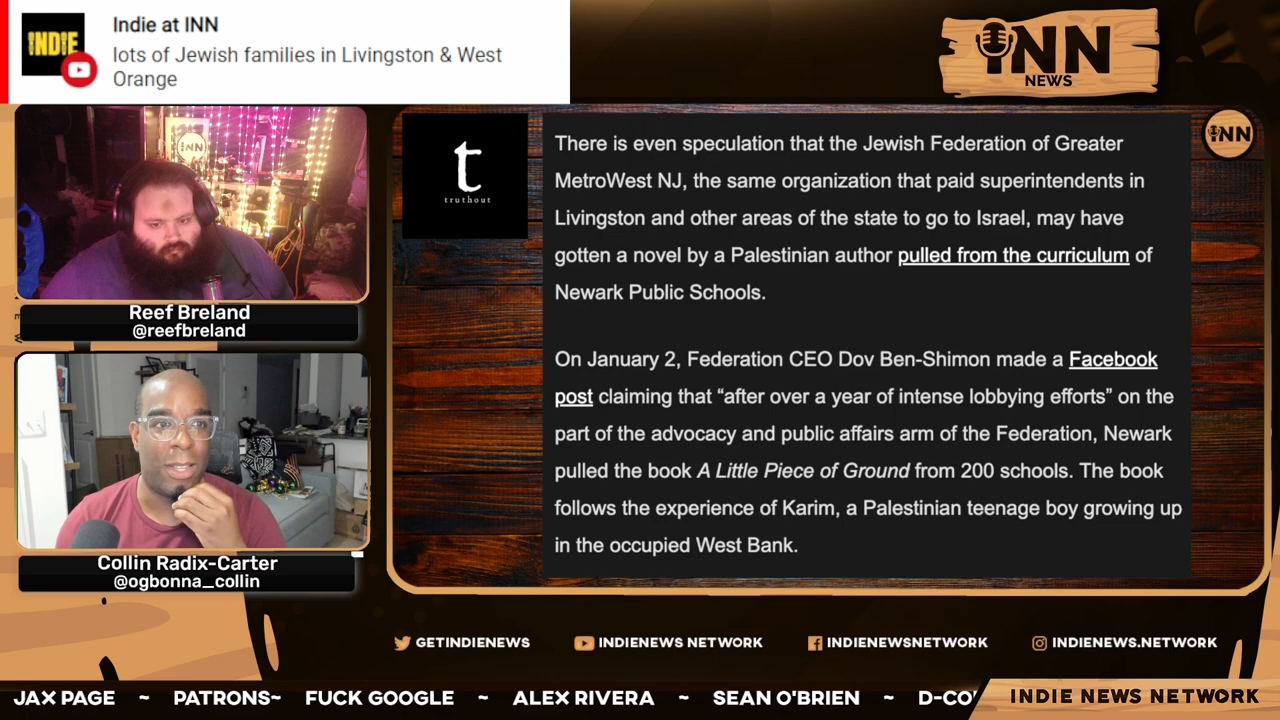 INDIE
Indie at INN
lots of Jewish families in Livingston & West
Orange
INN
NEWS
INN
INN
Reef Breland
@reefbreland
Collin Radix-Carter
@ogbonna_collin
t
truthout
There is even speculation that the Jewish Federation of Greater
MetroWest NJ, the same organization that paid superintendents in
Livingston and other areas of the state to go to Israel, may have
gotten a novel by a Palestinian author pulled from the curriculum of
Newark Public Schools.
On January 2, Federation CEO Dov Ben-Shimon made a Facebook
post claiming that “after over a year of intense lobbying efforts” on the
part of the advocacy and public affairs arm of the Federation, Newark
pulled the book A Little Piece of Ground from 200 schools. The book
follows the experience of Karim, a Palestinian teenage boy growing up
in the occupied West Bank.
GETINDIENEWS INDIENEWS NETWORK INDIENEWSNETWORK INDIENEWS.NETWORK
JAX PAGE ~ PATRONS~ FUCK GOOGLE ~ ALEX RIVERA ~ SEAN O'BRIEN ~ INDIE NEWS NETWORK